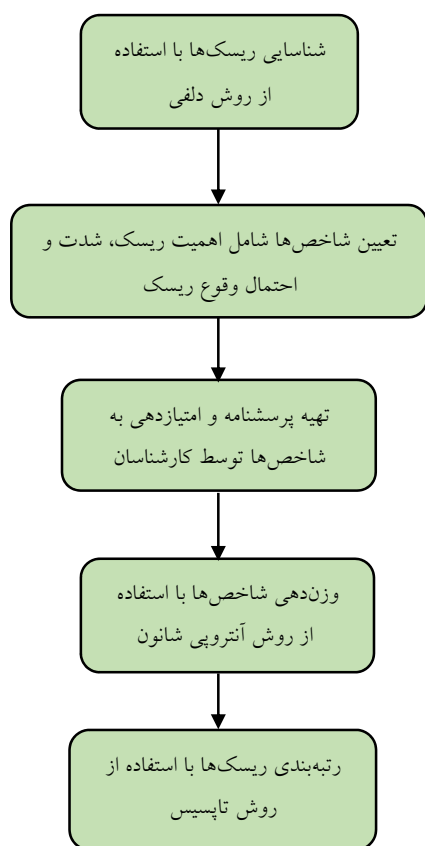 شناسایی ریسک‌ها با استفاده
از روش دلفی
تعیین شاخص‌ها شامل اهمیت ریسک، شدت و
احتمال وقوع ریسک
تهیه پرسشنامه و امتیازدهی به
شاخص‌ها توسط کارشناسان
وزن‌دهی شاخص‌ها با استفاده
از روش آنتروپی شانون
رتبه‌بندی ریسک‌ها با استفاده از
روش تاپسیس